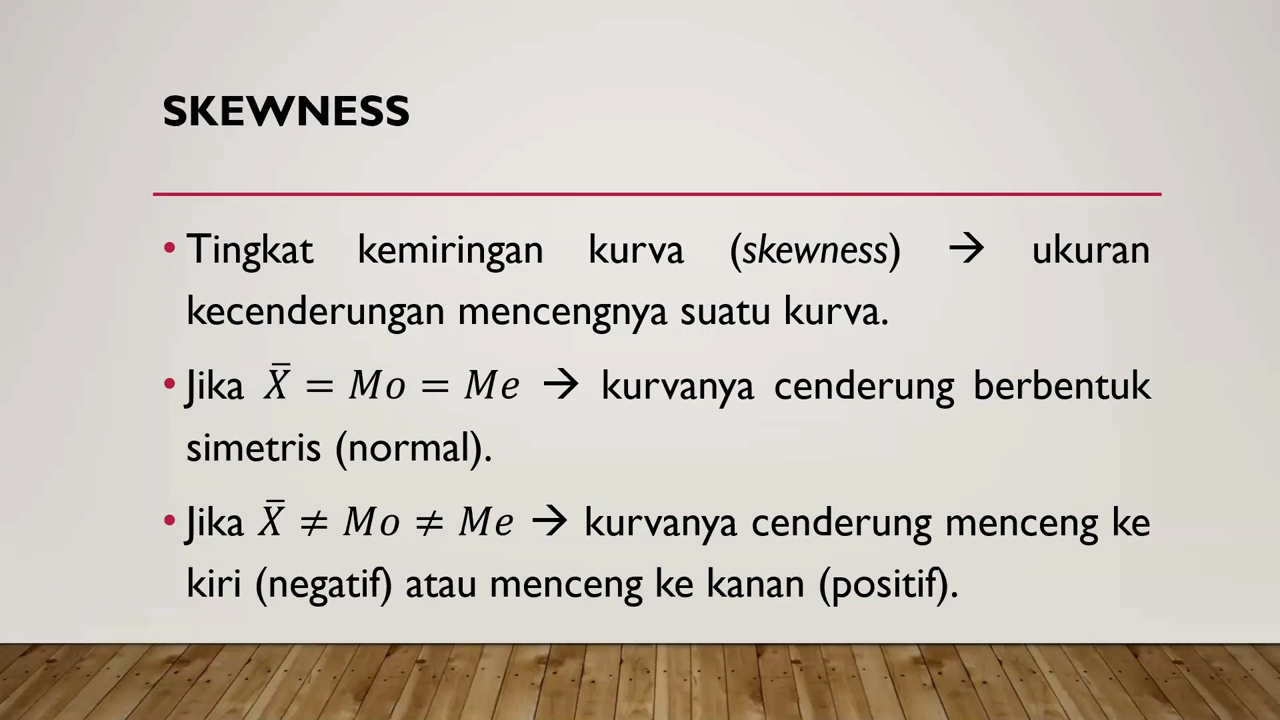 SKEWNESS
• Tingkat kemiringan kurva (skewness) → ukuran
kecenderungan mencengnya suatu kurva.
• Jika X̄ = Mo = Me → kurvanya cenderung berbentuk
simetris (normal).
• Jika X̄ ≠ Mo ≠ Me → kurvanya cenderung menceng ke
kiri (negatif) atau menceng ke kanan (positif).